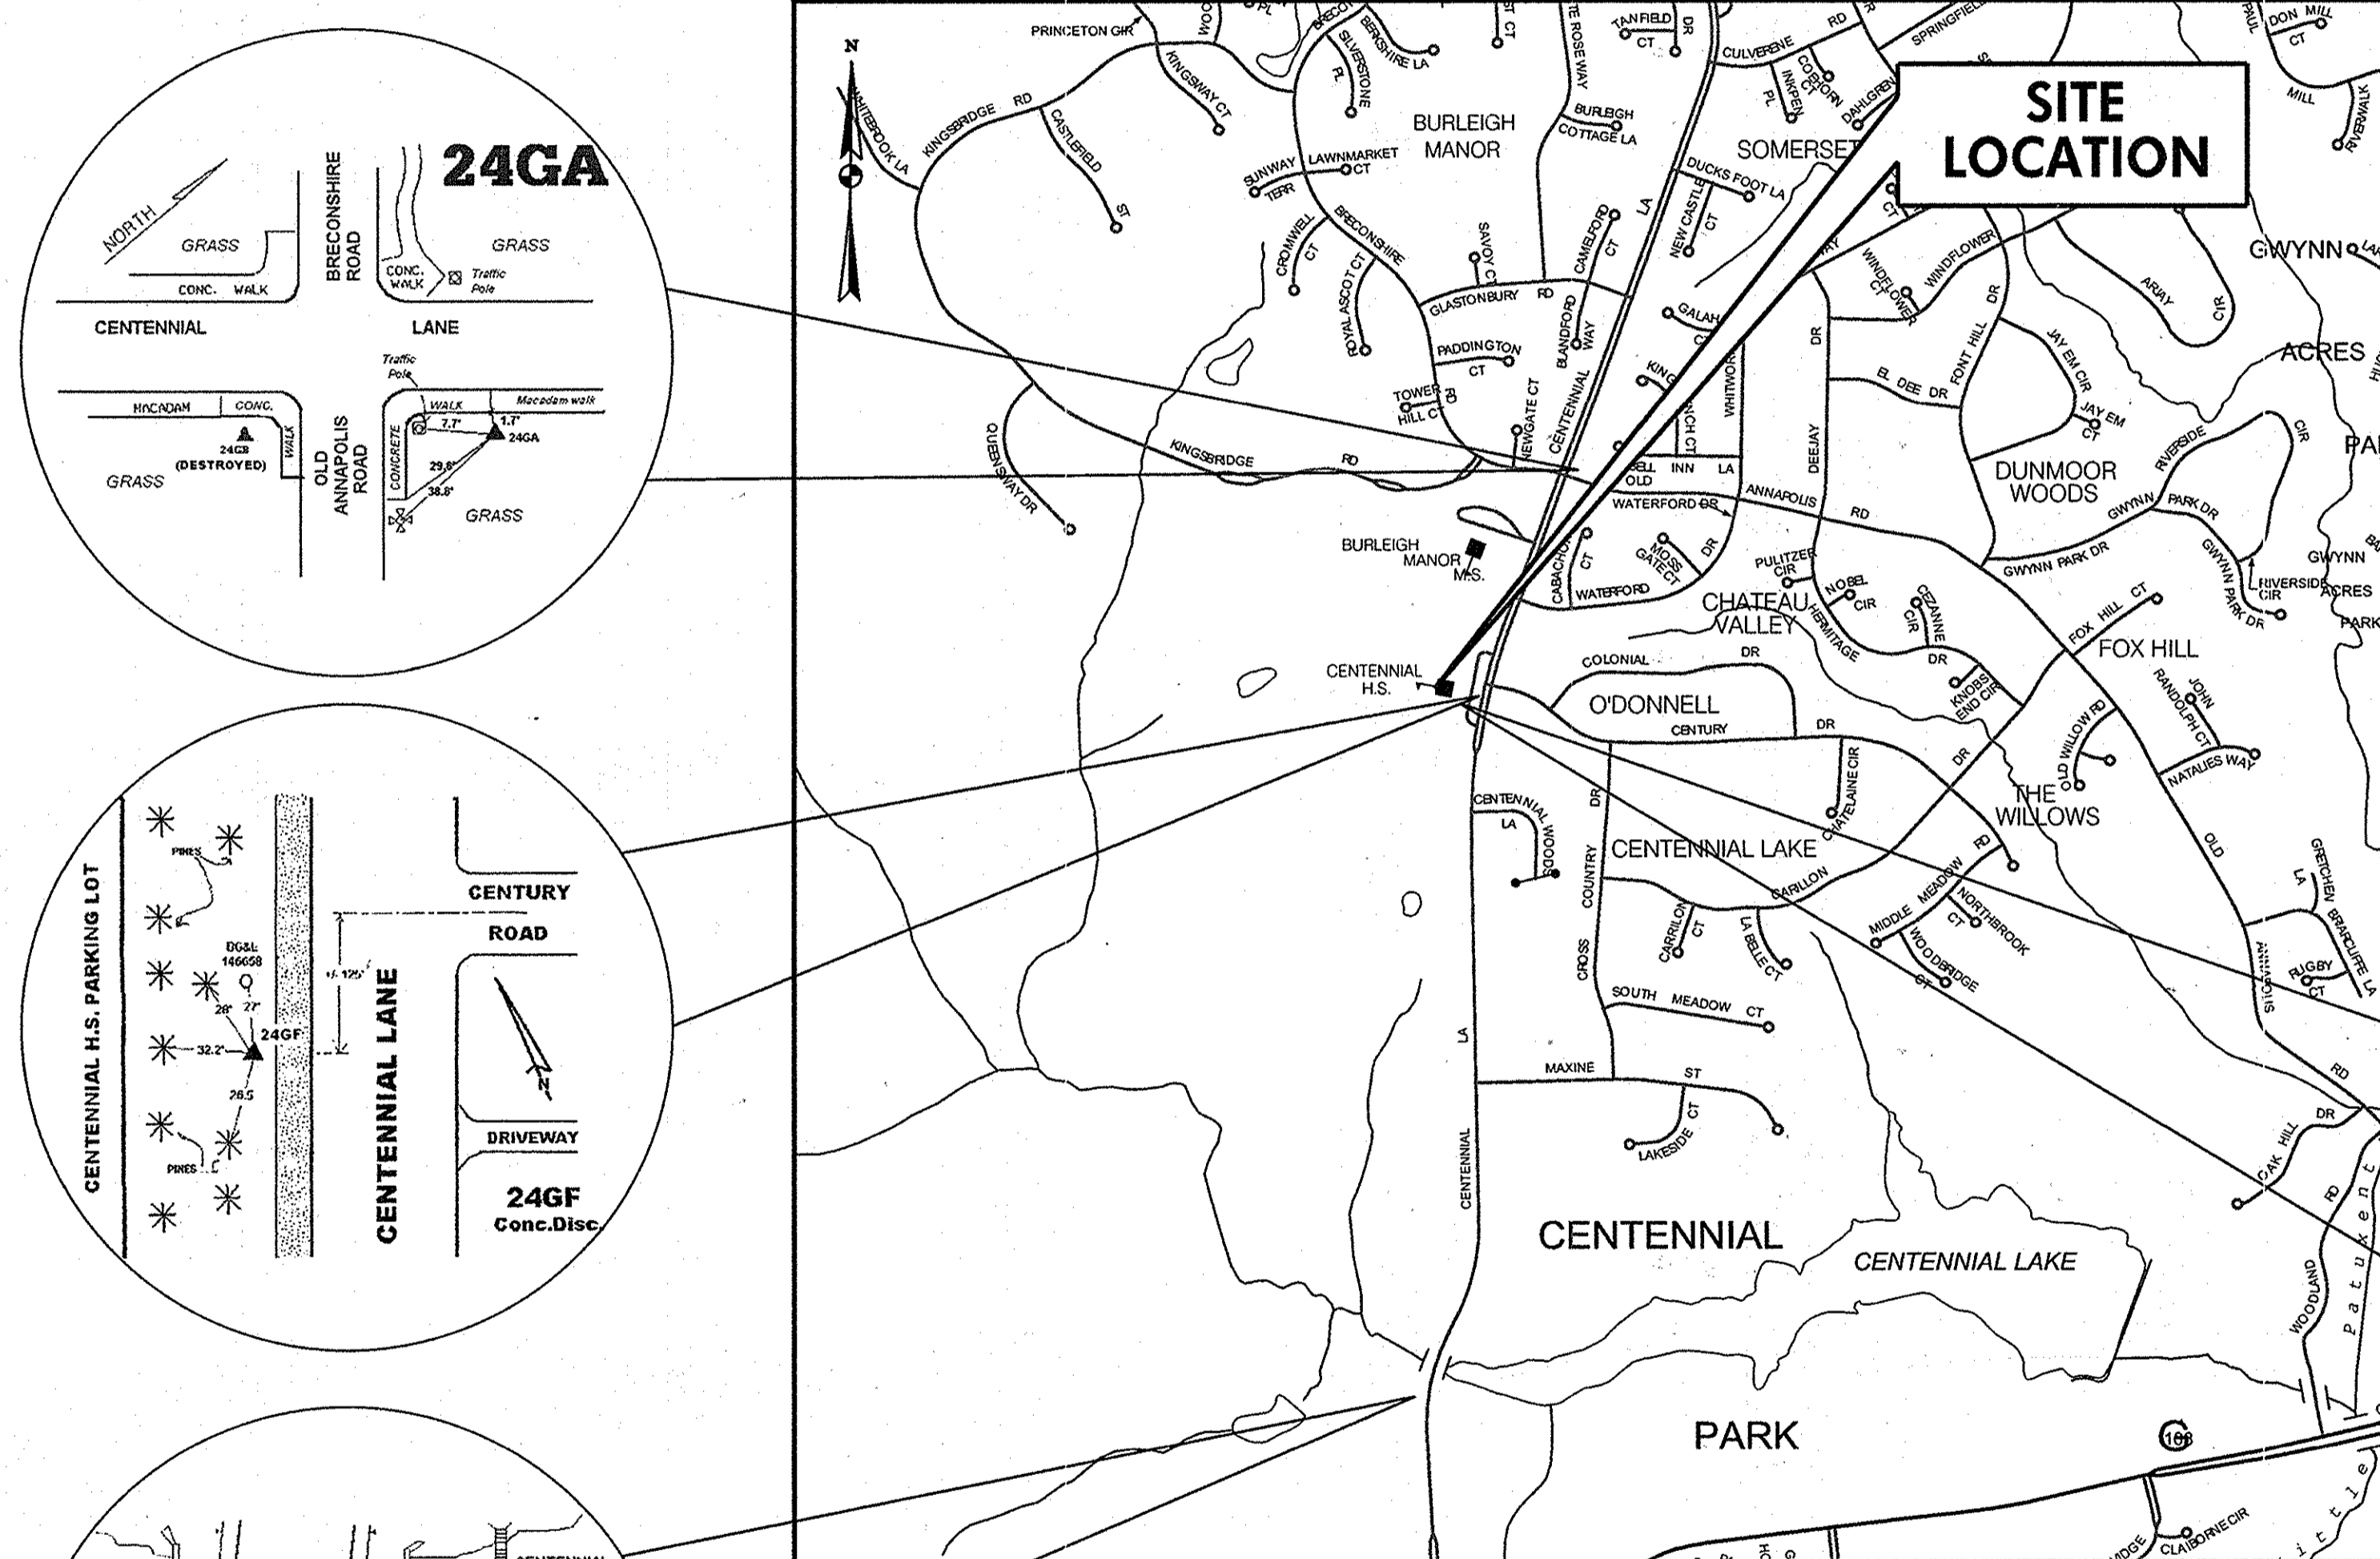 24GA
NORTH
GRASS
BRECONSHIRE
ROAD
GRASS
CONC.
WALK
Traffic
Pole
CONC. WALK
CENTENNIAL
LANE
Traffic
Pole
MACADAM
CONC.
WALK
WALK
Macadam walk
7.7'
1.7'
24GA
24GB
(DESTROYED)
GRASS
OLD
ANNAPOLIS
ROAD
CONCRETE
38.8'
GRASS
CENTENNIAL H.S. PARKING LOT
PINES
BG&E
146658
28'
27'
24GF
32.2'
26.5
PINES
+/- 125'
CENTENNIAL LANE
CENTURY
ROAD
N
DRIVEWAY
24GF
Conc.Disc.
N
SITE
LOCATION
PRINCETON CIR
KINGSWAY CT
WHITEBROOK LA
KINGSBRIDGE RD
CASTLEFIELD
ST
PL
SILVERSTONE
PL
BERKSHIRE LA
BURLEIGH
MANOR
SUNWAY
TERR
LAWNMARKET
CT
CROMWELL
CT
BRECONSHIRE
ROYAL ASCOT CT
SAVOY CT
GLASTONBURY RD
PADDINGTON
CT
TOWER
HILL CT
RD
NEWGATE CT
BLANDFORD
WAY
CAMELFORD
CT
BURLEIGH
COTTAGE LA
TANFIELD
CT
DR
CULVERENE
RD
SPRINGFIELD
INKPEN
PL
COEHORN
CT
DAHLGREN
SOMERSET
DUCKS FOOT LA
NEW CASTLE
CT
LA
CENTENNIAL
GALAH
KING
WHITWORTH
BELL INN LA
OLD
ANNAPOLIS
RD
WATERFORD DR
KINGSBRIDGE
RD
QUEENSWAY DR
BURLEIGH
MANOR
M.S.
CT
MOSS
GATE CT
DR
WATERFORD
PULITZER
CIR
NOBEL
CIR
CEZANNE
CIR
HERMITAGE
DR
KNOBS
END CIR
CHATEAU
VALLEY
DEEJAY
DR
WINDFLOWER
CT
WINDFLOWER
DR
FONT HILL
EL DEE DR
ARJAY
CIR
JAY EM CIR
JAY EM
CT
DUNMOOR
WOODS
RIVERSIDE
CIR
GWYNN
PARK DR
GWYNN PARK DR
GWYNN PARK DR
RIVERSIDE
CIR
GWYNN
ACRES
PARK
GWYNN
ACRES
DON MILL
CT
MILL
RIVERWALK
PAUL
FOX HILL CT
FOX HILL
CENTENNIAL
H.S.
COLONIAL
DR
O'DONNELL
CENTURY
DR
JOHN
RANDOLPH CT
NATALIES WAY
OLD WILLOW RD
THE
WILLOWS
CENTENNIAL WOODS
LA
DR
COUNTRY
CROSS
CENTENNIAL LAKE
CHATELAINE CIR
DR
CARILLON
CARRILON
CT
LA BELLE CT
MIDDLE MEADOW RD
NORTHBROOK
CT
WOODBRIDGE
CT
OLD
ANNAPOLIS
RD
GRETCHEN
LA
BRIARCLIFFE LA
RUGBY
CT
SOUTH MEADOW CT
LA
CENTENNIAL
MAXINE
ST
LAKESIDE
CT
OAK HILL
DR
RD
WOODLAND
Patuxent
CENTENNIAL
CENTENNIAL LAKE
PARK
108
CLAIBORNE CIR